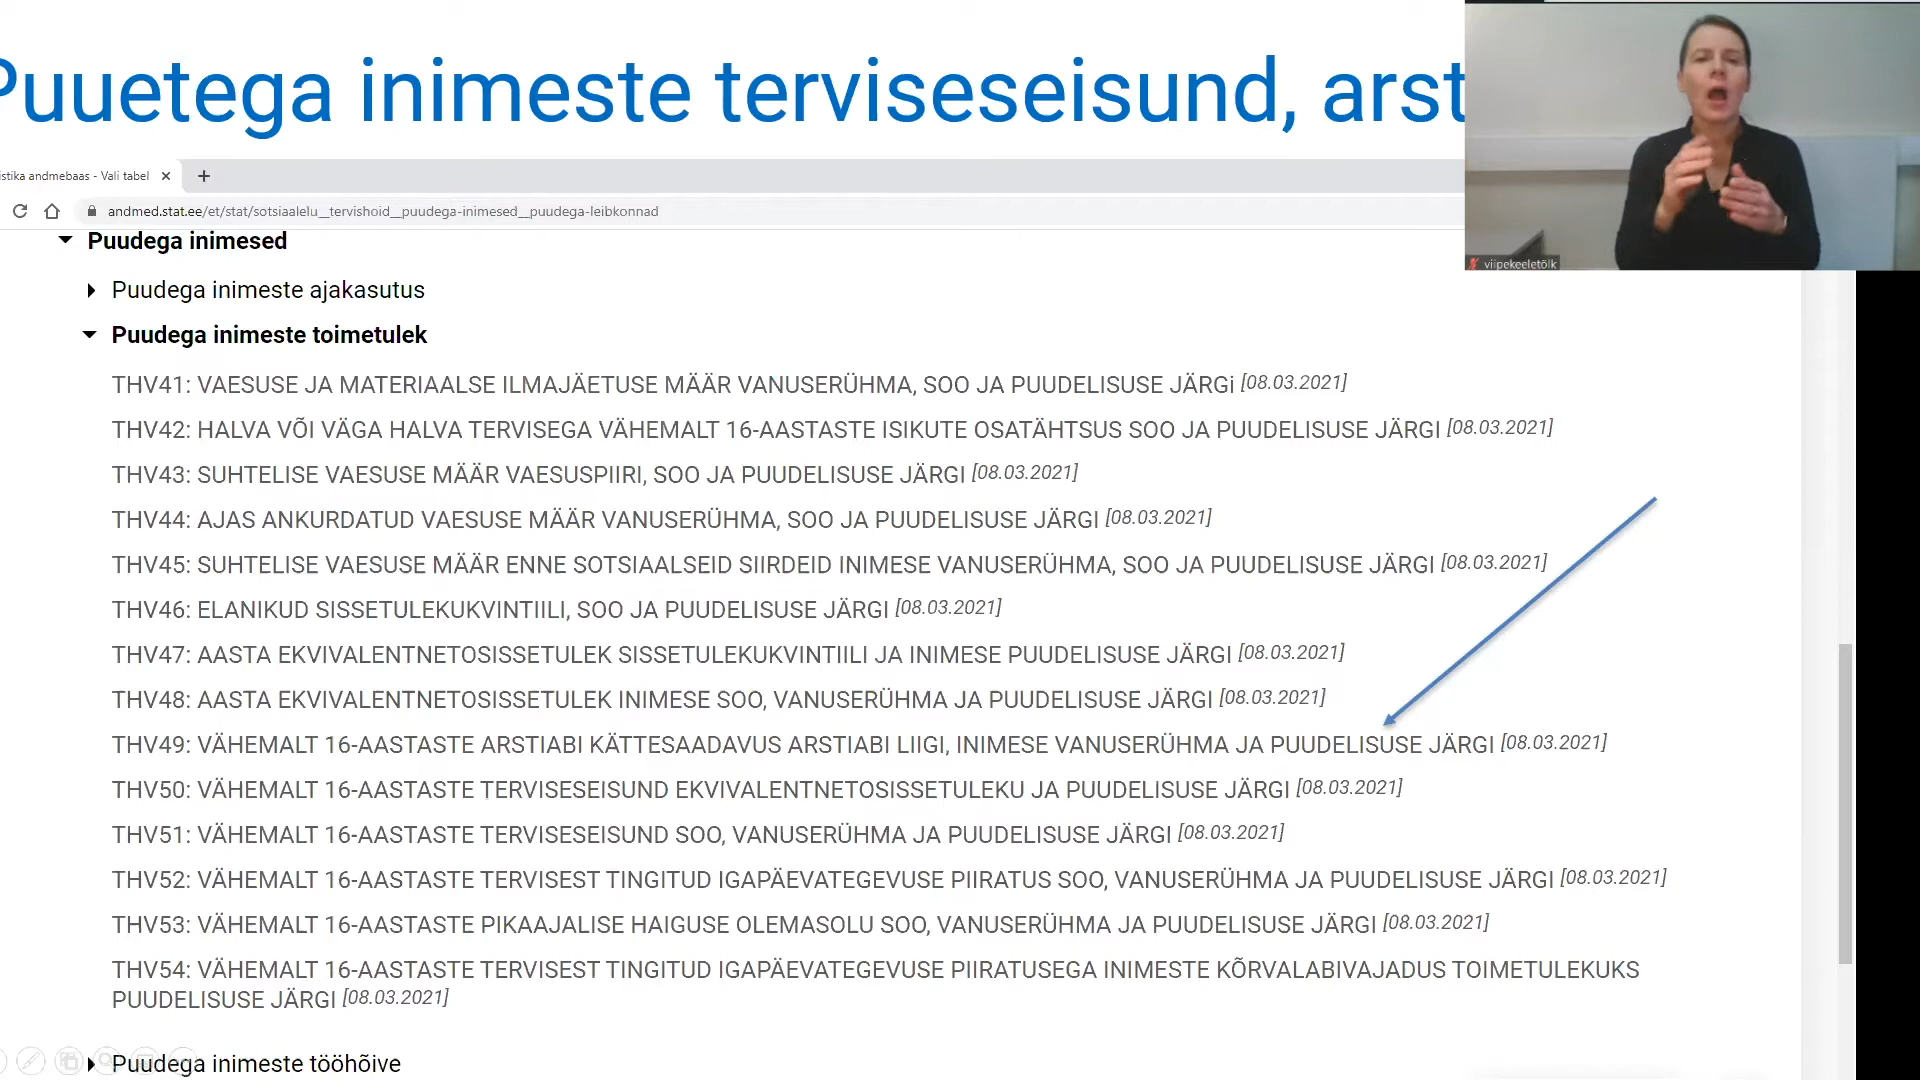 Puuetega inimeste terviseseisund, arst
istika andmebaas - Vali tabel
andmed.stat.ee/et/stat/sotsiaalelu__tervishoid__puudega-inimesed__puudega-leibkonnad
viipekeeletõlk
Puudega inimesed
Puudega inimeste ajakasutus
Puudega inimeste toimetulek
THV41: VAESUSE JA MATERIAALSE ILMAJÄETUSE MÄÄR VANUSERÜHMA, SOO JA PUUDELISUSE JÄRGi [08.03.2021]
THV42: HALVA VÕI VÄGA HALVA TERVISEGA VÄHEMALT 16-AASTASTE ISIKUTE OSATÄHTSUS SOO JA PUUDELISUSE JÄRGI [08.03.2021]
THV43: SUHTELISE VAESUSE MÄÄR VAESUSPIIRI, SOO JA PUUDELISUSE JÄRGI [08.03.2021]
THV44: AJAS ANKURDATUD VAESUSE MÄÄR VANUSERÜHMA, SOO JA PUUDELISUSE JÄRGI [08.03.2021]
THV45: SUHTELISE VAESUSE MÄÄR ENNE SOTSIAALSEID SIIRDEID INIMESE VANUSERÜHMA, SOO JA PUUDELISUSE JÄRGI [08.03.2021]
THV46: ELANIKUD SISSETULEKUKVINTIILI, SOO JA PUUDELISUSE JÄRGI [08.03.2021]
THV47: AASTA EKVIVALENTNETOSISSETULEK SISSETULEKUKVINTIILI JA INIMESE PUUDELISUSE JÄRGI [08.03.2021]
THV48: AASTA EKVIVALENTNETOSISSETULEK INIMESE SOO, VANUSERÜHMA JA PUUDELISUSE JÄRGI [08.03.2021]
THV49: VÄHEMALT 16-AASTASTE ARSTIABI KÄTTESAADAVUS ARSTIABI LIIGI, INIMESE VANUSERÜHMA JA PUUDELISUSE JÄRGI [08.03.2021]
THV50: VÄHEMALT 16-AASTASTE TERVISESEISUND EKVIVALENTNETOSISSETULEKU JA PUUDELISUSE JÄRGI [08.03.2021]
THV51: VÄHEMALT 16-AASTASTE TERVISESEISUND SOO, VANUSERÜHMA JA PUUDELISUSE JÄRGI [08.03.2021]
THV52: VÄHEMALT 16-AASTASTE TERVISEST TINGITUD IGAPÄEVATEGEVUSE PIIRATUS SOO, VANUSERÜHMA JA PUUDELISUSE JÄRGI [08.03.2021]
THV53: VÄHEMALT 16-AASTASTE PIKAAJALISE HAIGUSE OLEMASOLU SOO, VANUSERÜHMA JA PUUDELISUSE JÄRGI [08.03.2021]
THV54: VÄHEMALT 16-AASTASTE TERVISEST TINGITUD IGAPÄEVATEGEVUSE PIIRATUSEGA INIMESTE KÕRVALABIVAJADUS TOIMETULEKUKS
PUUDELISUSE JÄRGI [08.03.2021]
Puudega inimeste tööhõive